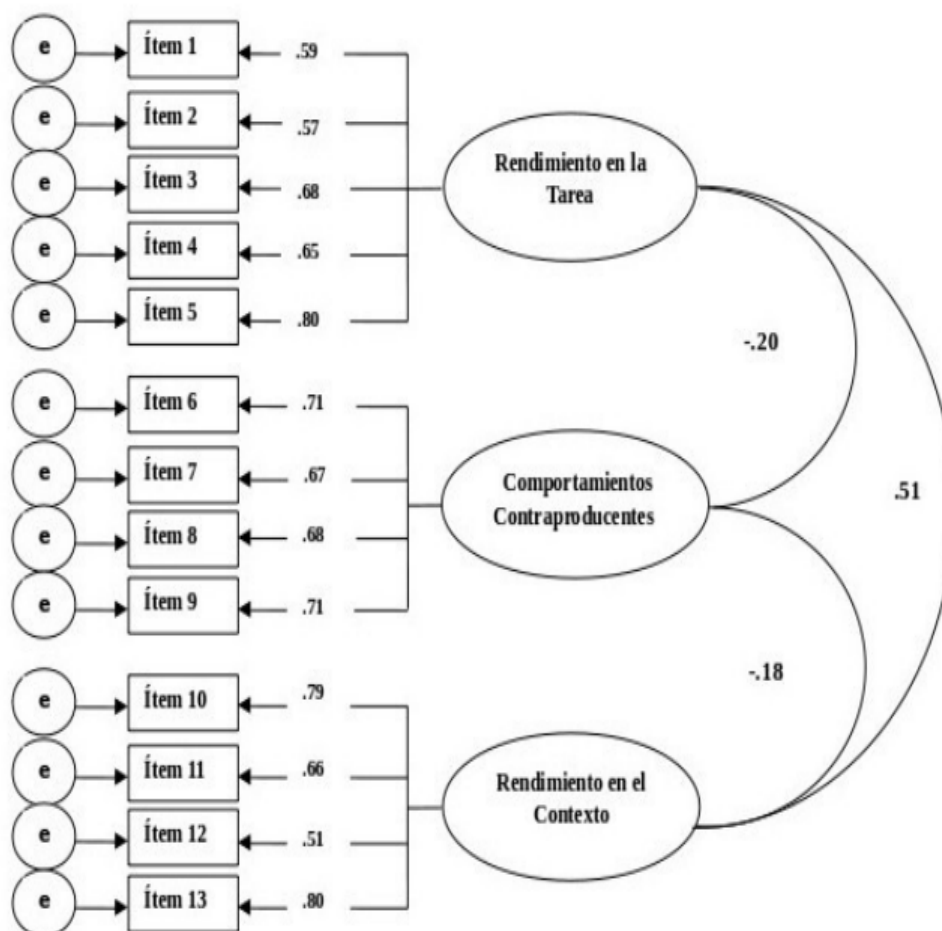 e Ítem 1 .59
e Ítem 2 .57
e Ítem 3 .68
e Ítem 4 .65
e Ítem 5 .80
Rendimiento en la
Tarea
-.20
e Ítem 6 .71
e Ítem 7 .67
e Ítem 8 .68
e Ítem 9 .71
Comportamientos
Contraproducentes
.51
-.18
e Ítem 10 .79
e Ítem 11 .66
e Ítem 12 .51
e Ítem 13 .80
Rendimiento en el
Contexto